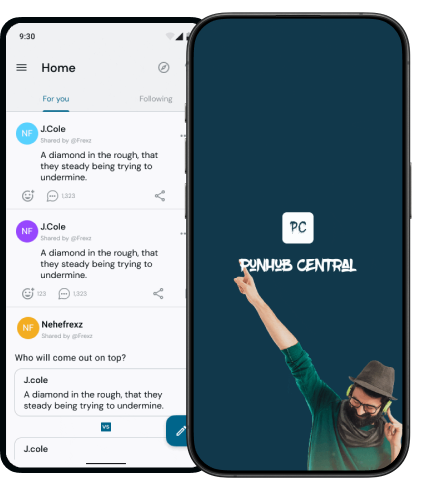 9:30
Home
For you
Following
NF
J.Cole
Shared by @Frexz
A diamond in the rough, that
they steady being trying to
undermine.
1,323
NF
J.Cole
Shared by @Frexz
A diamond in the rough, that
they steady being trying to
undermine.
123
1,323
NF
Nehefrexz
Shared by @Frexz
Who will come out on top?
J.cole
A diamond in the rough, that they
steady being trying to undermine.
VS
J.cole
PC
PUNHUB CENTRAL